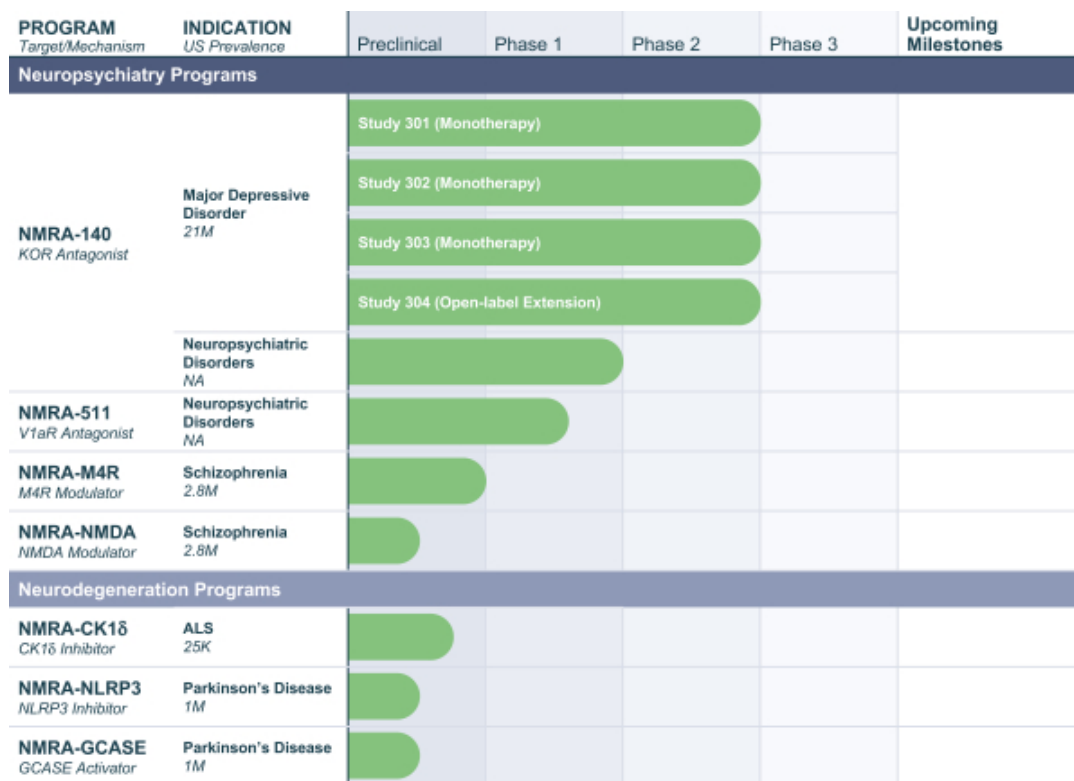 PROGRAM
Target/Mechanism
INDICATION
US Prevalence
Preclinical
Phase 1
Phase 2
Phase 3
Upcoming
Milestones
Neuropsychiatry Programs
NMRA-140
KOR Antagonist
Major Depressive
Disorder
21M
Study 301 (Monotherapy)
Study 302 (Monotherapy)
Study 303 (Monotherapy)
Study 304 (Open-label Extension)
Neuropsychiatric
Disorders
NA
NMRA-511
V1aR Antagonist
Neuropsychiatric
Disorders
NA
NMRA-M4R
M4R Modulator
Schizophrenia
2.8M
NMRA-NMDA
NMDA Modulator
Schizophrenia
2.8M
Neurodegeneration Programs
NMRA-CK1δ
CK1δ Inhibitor
ALS
25K
NMRA-NLRP3
NLRP3 Inhibitor
Parkinson's Disease
1M
NMRA-GCASE
GCASE Activator
Parkinson's Disease
1M